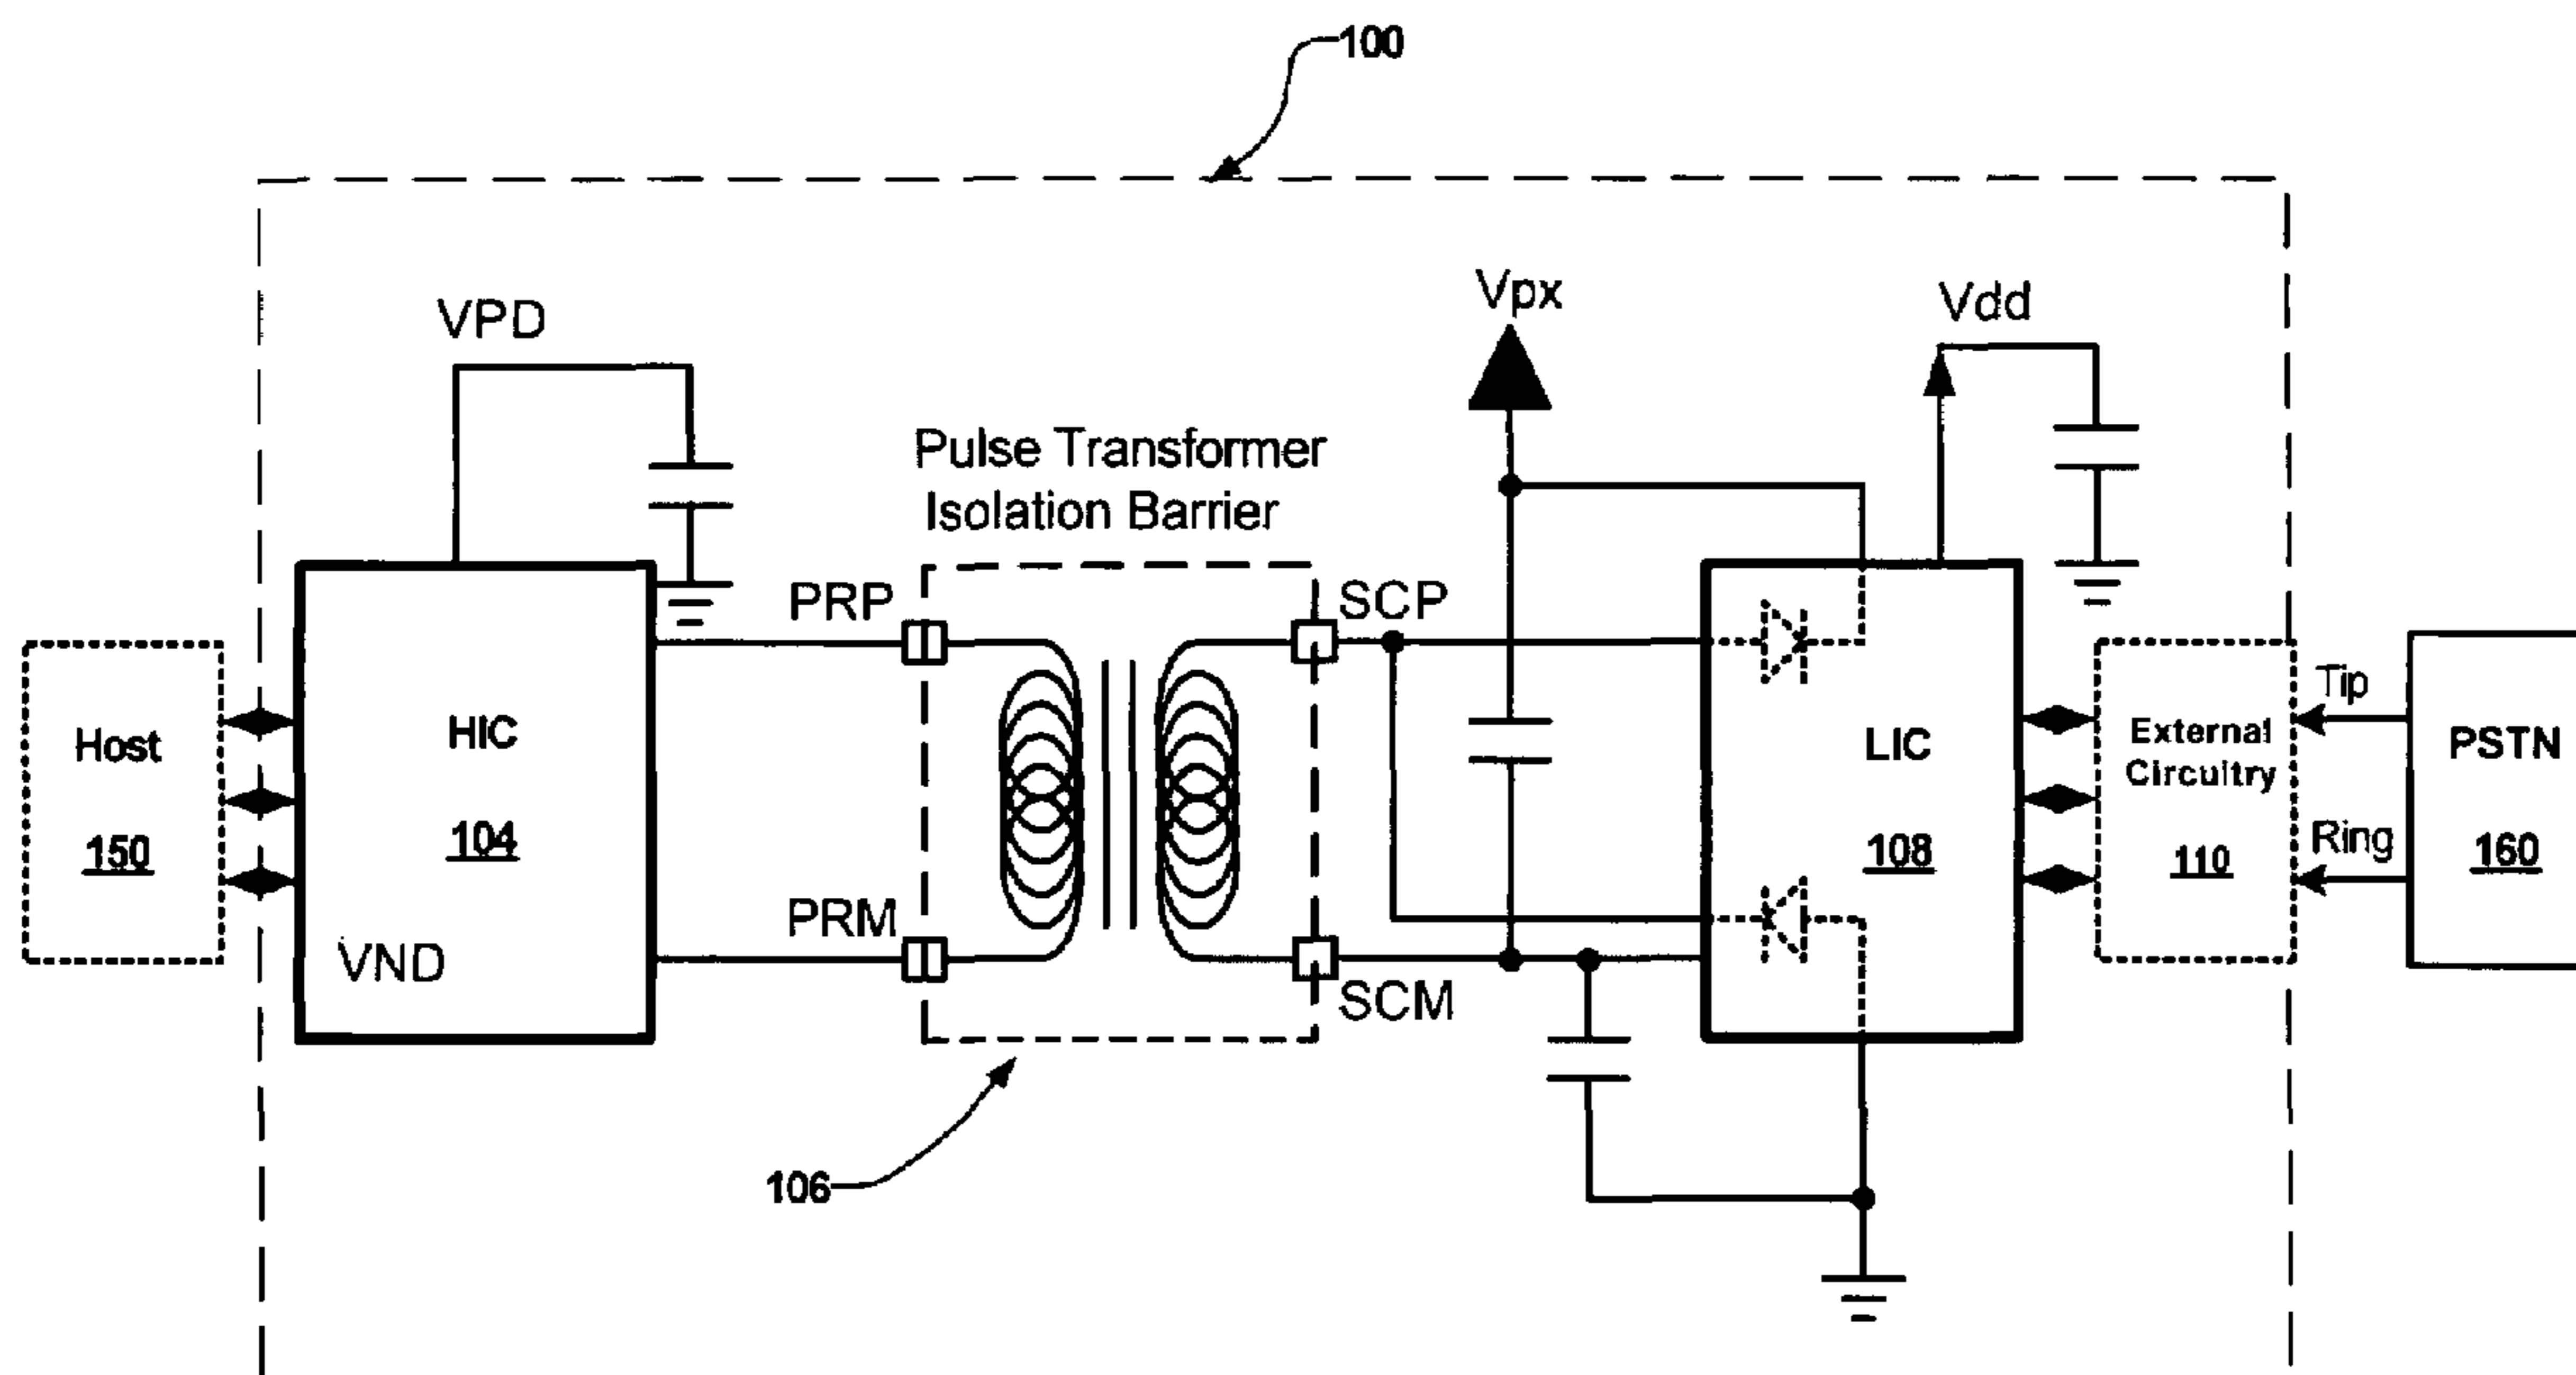 100
VPD
Vpx
Vdd
Pulse Transformer
Isolation Barrier
PRP
SCP
Host
150
HIC
104
VND
PRM
SCM
LIC
108
External
Circuitry
110
Tip
Ring
PSTN
160
106